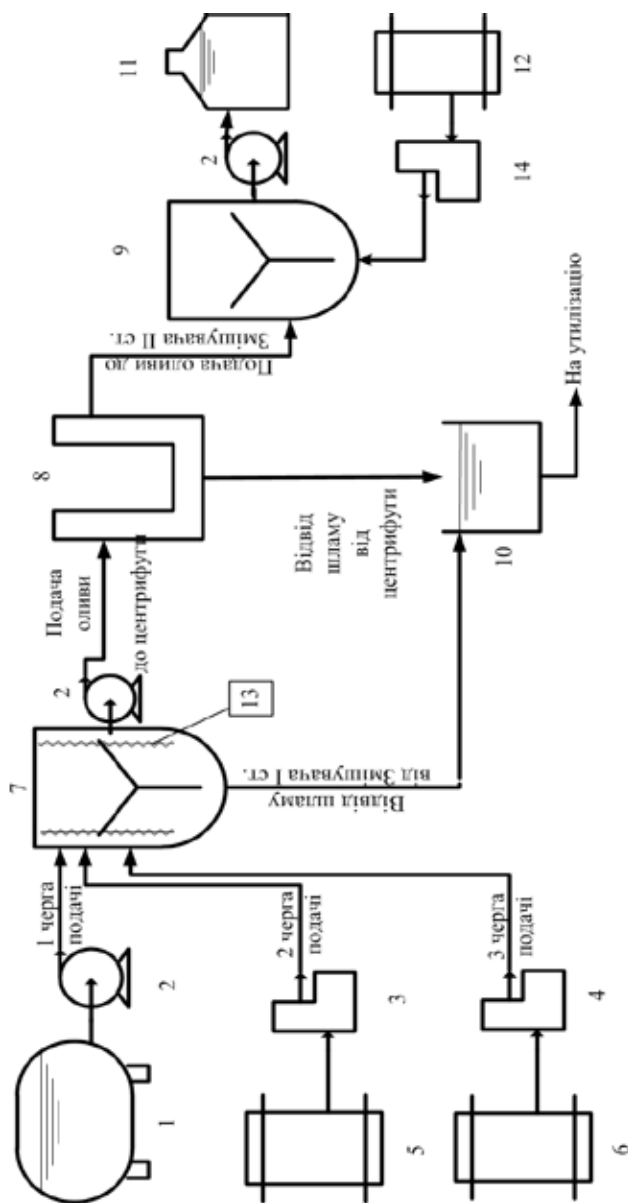 1
2
1 черга
подачі
5
3
2 черга
подачі
6
4
3 черга
подачі
7
13
2
Подача
оливи
до центрифуги
Відвід шламу
від Змішувача І ст.
8
Відвід
шламу
від
центрифуги
10
На утилізацію
Подача оливи до
Змішувача ІІ ст.
9
2
11
14
12